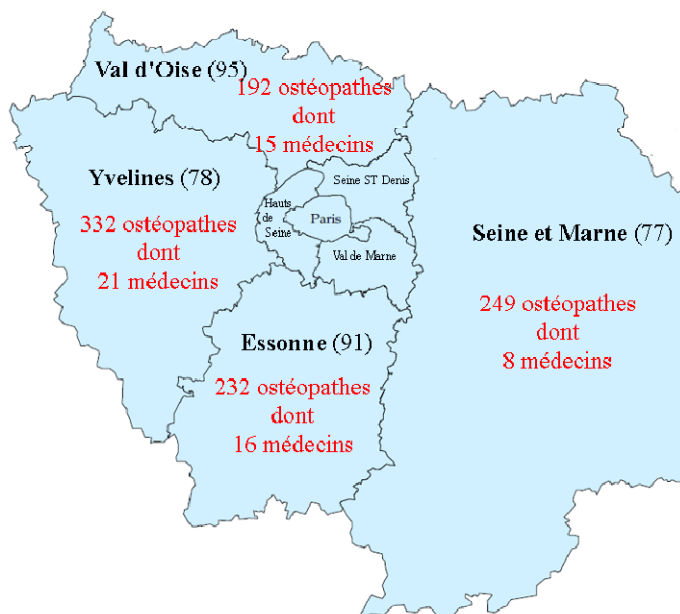 Val d'Oise (95)
192 ostéopathes
dont
15 médecins
Yvelines (78)
332 ostéopathes
dont
21 médecins
Seine ST Denis
Hauts
de
Seine
Paris
Val de Marne
Seine et Marne (77)
249 ostéopathes
dont
8 médecins
Essonne (91)
232 ostéopathes
dont
16 médecins